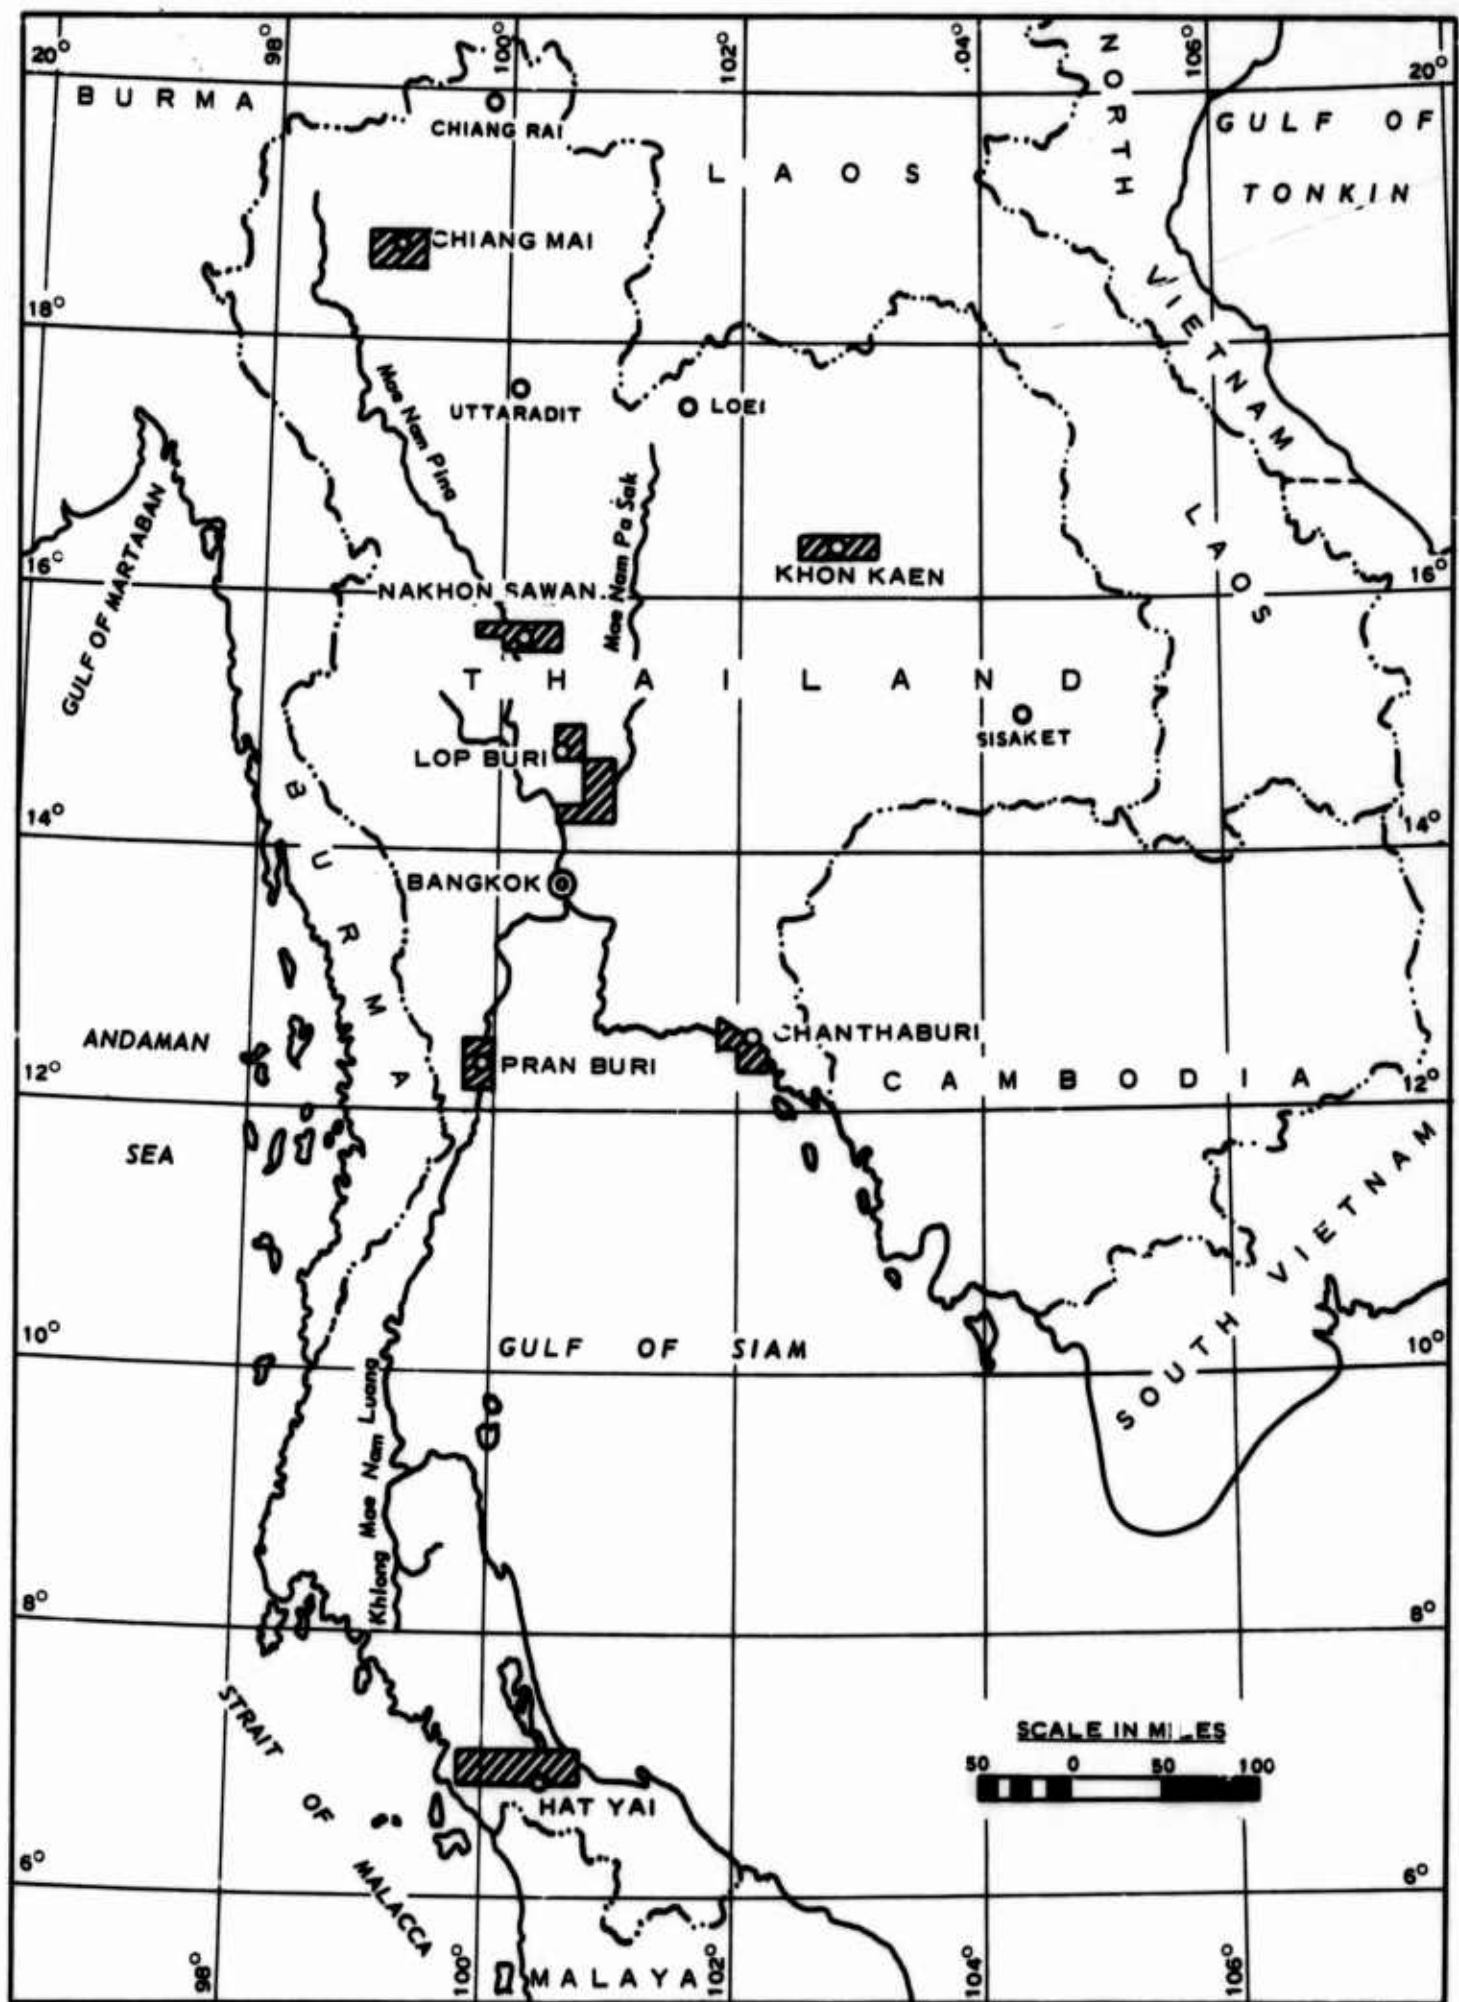 20°
98°
100°
102°
.04°
106°
20°
BURMA
NORTH
GULF OF
TONKIN
CHIANG RAI
LAOS
CHIANG MAI
VIETNAM
18°
Mae Nam Ping
UTTARADIT
LOEI
GULF OF MARTABAN
Mae Nam Pa Sak
LAOS
16°
KHON KAEN
16°
NAKHON SAWAN
THAILAND
SISAKET
LOP BURI
BURMA
14°
14°
BANGKOK
ANDAMAN
CHANTHABURI
12°
PRAN BURI
CAMBODIA
12°
SEA
SOUTH VIETNAM
10°
GULF OF SIAM
10°
Khlong Mae Nam Luang
8°
8°
STRAIT OF MALACCA
SCALE IN MILES
50 0 50 100
HAT YAI
6°
6°
98°
100°
MALAYA
102°
104°
106°